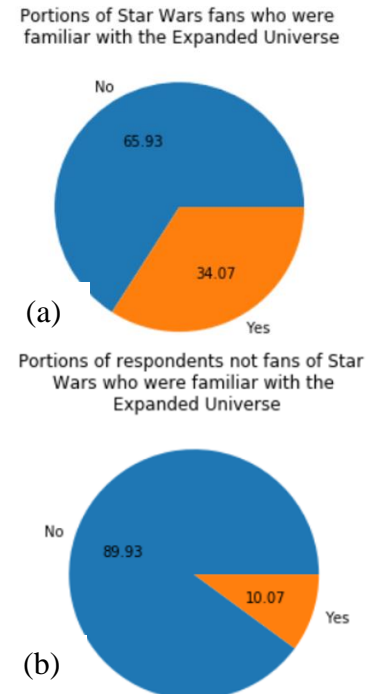 Portions of Star Wars fans who were
familiar with the Expanded Universe
No
65.93
34.07
(a)
Yes
Portions of respondents not fans of Star
Wars who were familiar with the
Expanded Universe
No
89.93
10.07
Yes
(b)